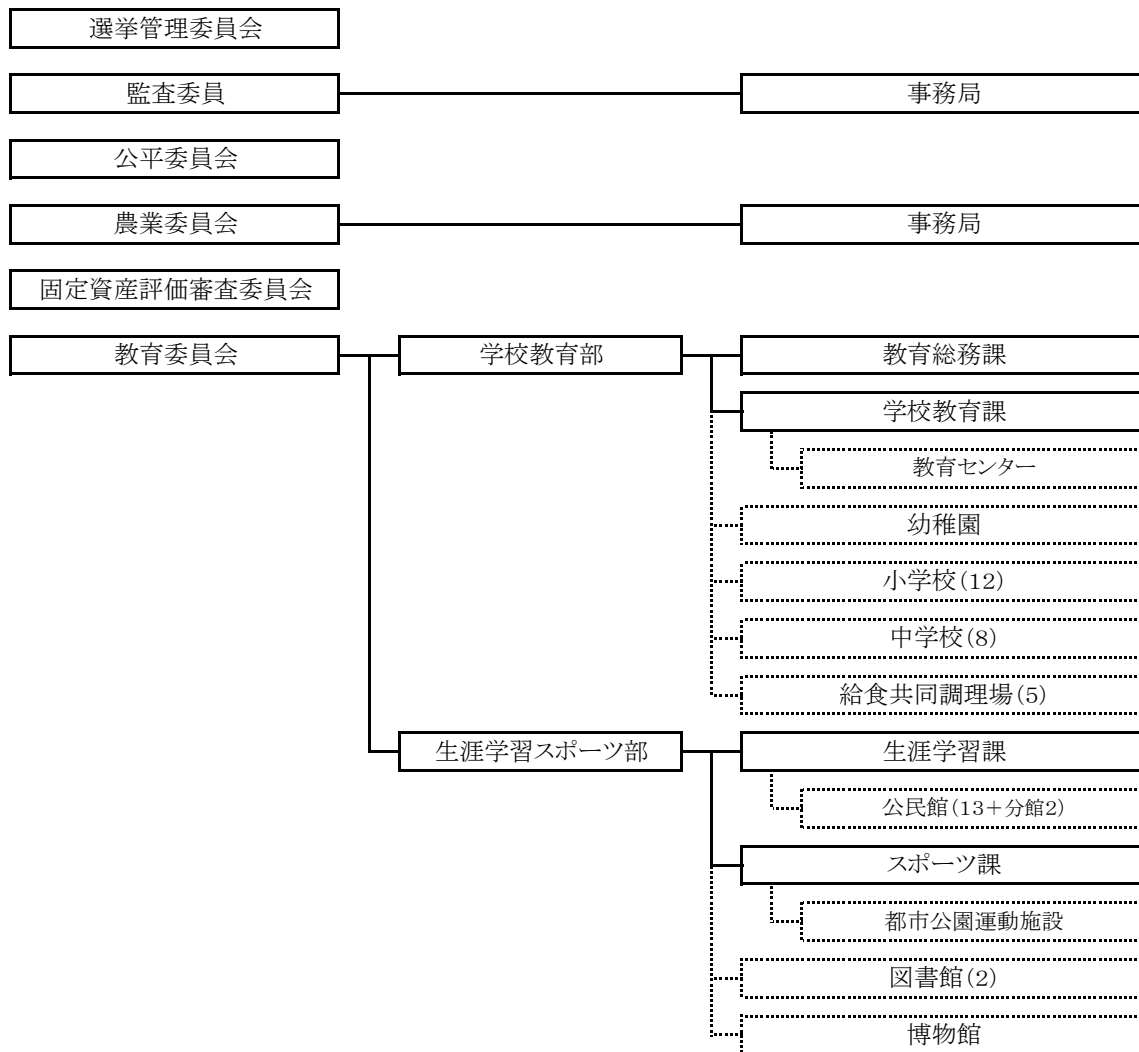 選挙管理委員会
監査委員 事務局
公平委員会
農業委員会 事務局
固定資産評価審査委員会
教育委員会 学校教育部 教育総務課
学校教育課
教育センター
幼稚園
小学校(12)
中学校(8)
給食共同調理場(5)
生涯学習スポーツ部 生涯学習課
公民館(13+分館2)
スポーツ課
都市公園運動施設
図書館(2)
博物館